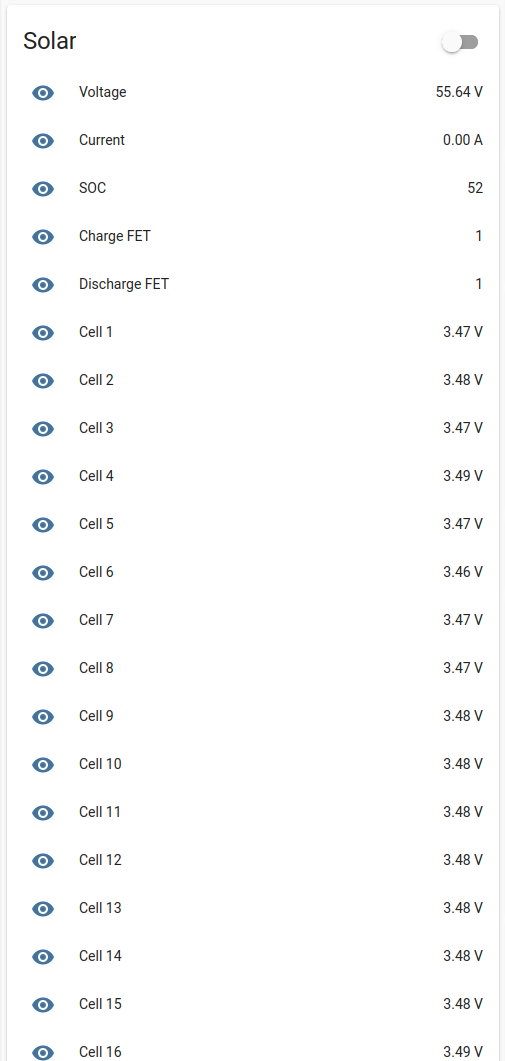 Solar
Voltage 55.64 V
Current 0.00 A
SOC 52
Charge FET 1
Discharge FET 1
Cell 1 3.47 V
Cell 2 3.48 V
Cell 3 3.47 V
Cell 4 3.49 V
Cell 5 3.47 V
Cell 6 3.46 V
Cell 7 3.47 V
Cell 8 3.47 V
Cell 9 3.48 V
Cell 10 3.48 V
Cell 11 3.48 V
Cell 12 3.48 V
Cell 13 3.48 V
Cell 14 3.48 V
Cell 15 3.48 V
Cell 16 3.49 V